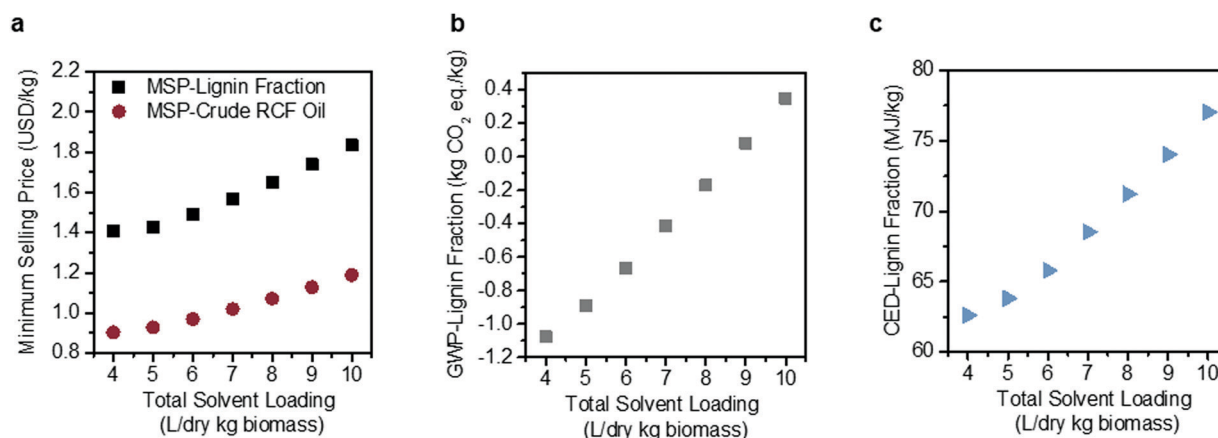 a
Minimum Selling Price (USD/kg)
2.2
2.0
1.8
1.6
1.4
1.2
1.0
0.8
MSP-Lignin Fraction
MSP-Crude RCF Oil
4 5 6 7 8 9 10
Total Solvent Loading
(L/dry kg biomass)
b
GWP-Lignin Fraction (kg CO₂ eq./kg)
0.4
0.2
0.0
-0.2
-0.4
-0.6
-0.8
-1.0
-1.2
4 5 6 7 8 9 10
Total Solvent Loading
(L/dry kg biomass)
c
CED-Lignin Fraction (MJ/kg)
80
75
70
65
60
4 5 6 7 8 9 10
Total Solvent Loading
(L/dry kg biomass)